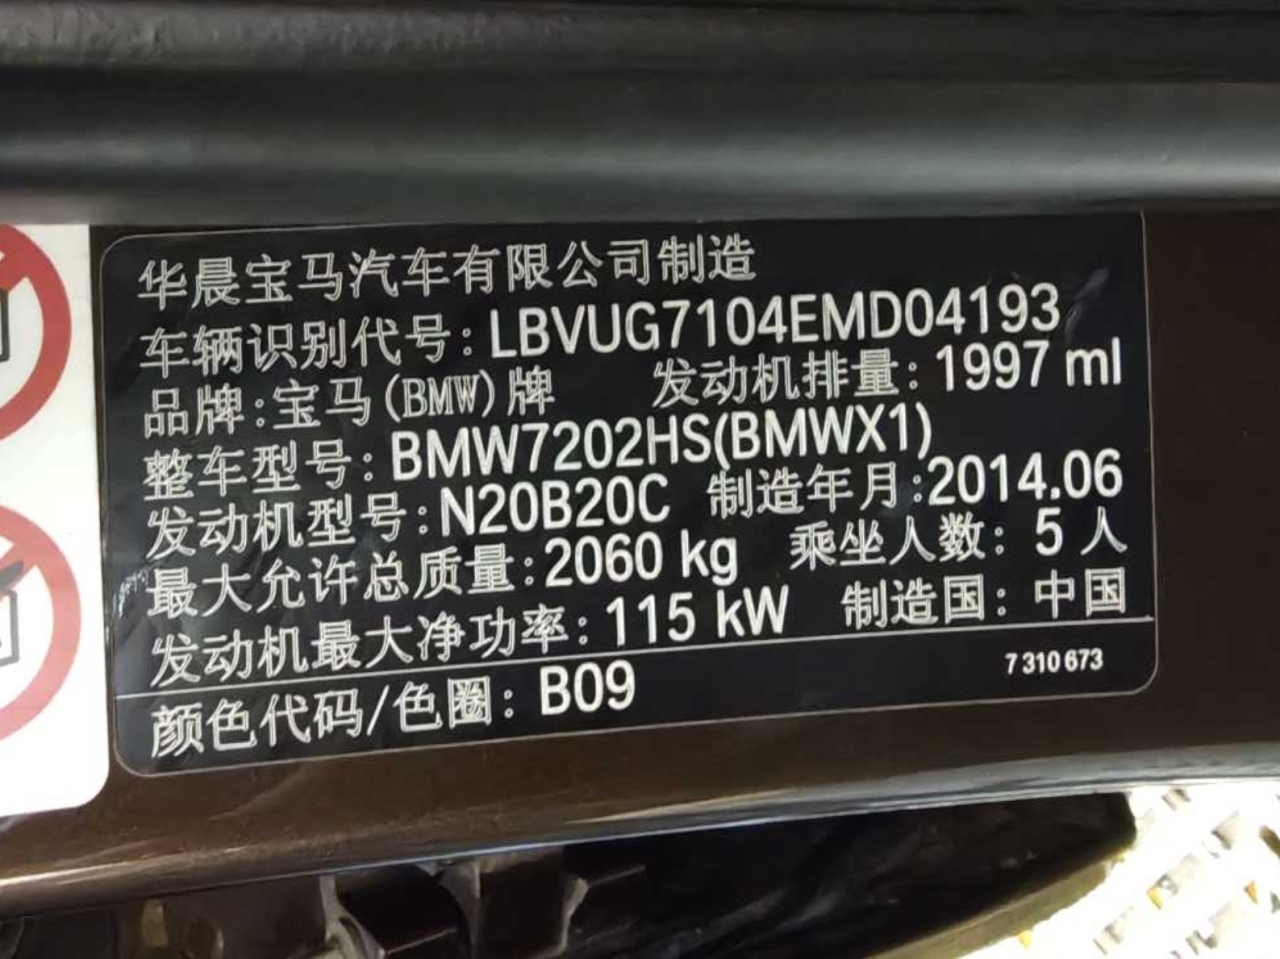 华晨宝马汽车有限公司制造
车辆识别代号: LBVUG7104EMD04193
品牌:宝马(BMW)牌 发动机排量: 1997 ml
整车型号: BMW7202HS(BMWX1)
发动机型号: N20B20C 制造年月:2014.06
最大允许总质量: 2060 kg 乘坐人数: 5 人
发动机最大净功率: 115 kW 制造国: 中国
7 310 673
颜色代码/色圈: B09